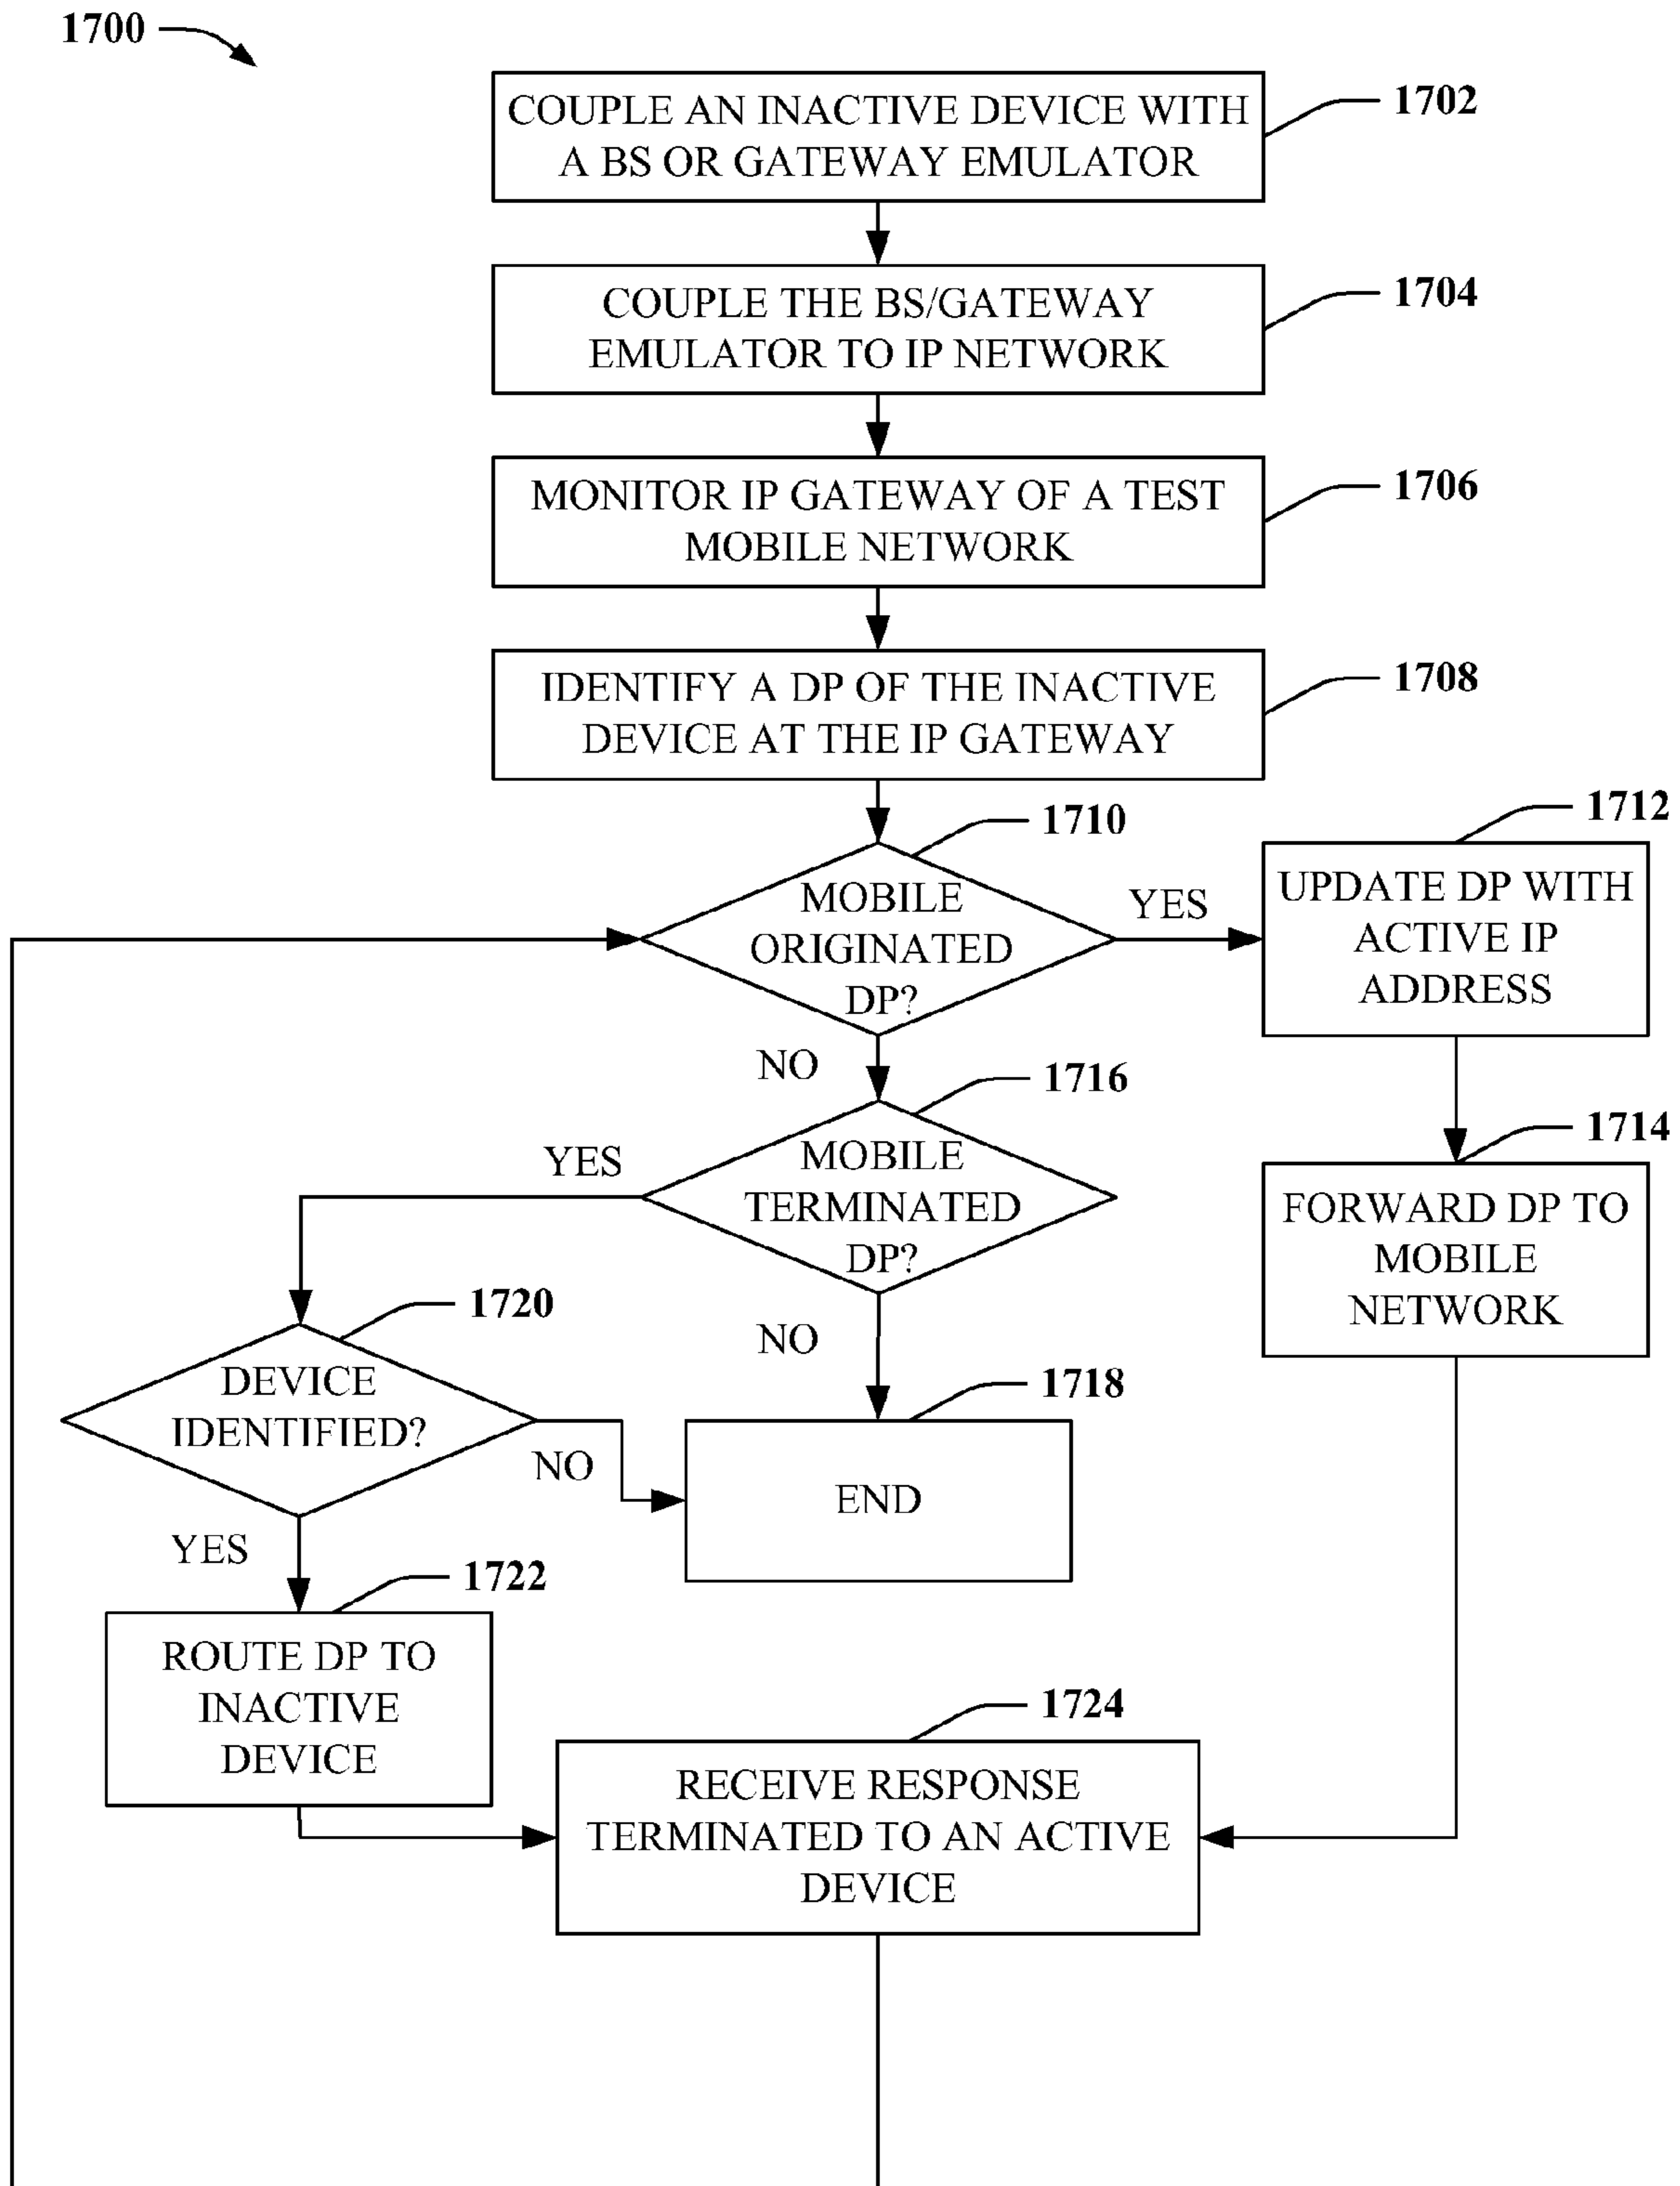 1700
COUPLE AN INACTIVE DEVICE WITH
A BS OR GATEWAY EMULATOR
1702
COUPLE THE BS/GATEWAY
EMULATOR TO IP NETWORK
1704
MONITOR IP GATEWAY OF A TEST
MOBILE NETWORK
1706
IDENTIFY A DP OF THE INACTIVE
DEVICE AT THE IP GATEWAY
1708
1710
MOBILE
ORIGINATED
DP?
YES
NO
1712
UPDATE DP WITH
ACTIVE IP
ADDRESS
1714
FORWARD DP TO
MOBILE
NETWORK
1716
MOBILE
TERMINATED
DP?
YES
NO
1718
END
1720
DEVICE
IDENTIFIED?
NO
YES
1722
ROUTE DP TO
INACTIVE
DEVICE
1724
RECEIVE RESPONSE
TERMINATED TO AN ACTIVE
DEVICE